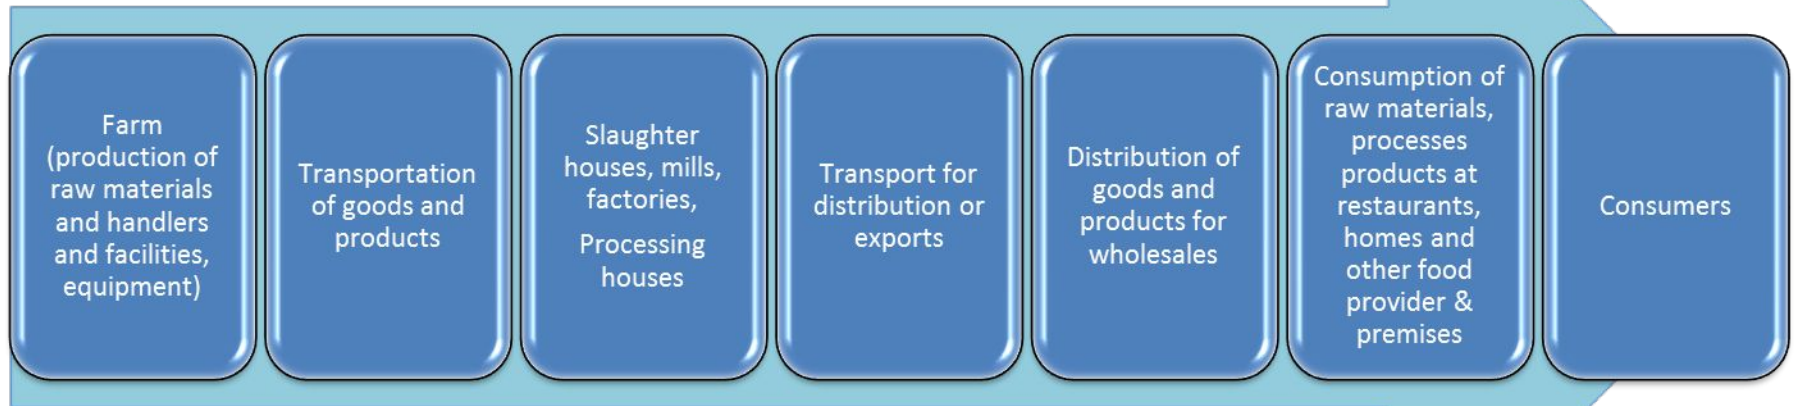 Farm
(production of
raw materials
and handlers
and facilities,
equipment)
Transportation
of goods and
products
Slaughter
houses, mills,
factories,
Processing
houses
Transport for
distribution or
exports
Distribution of
goods and
products for
wholesales
Consumption of
raw materials,
processes
products at
restaurants,
homes and
other food
provider &
premises
Consumers